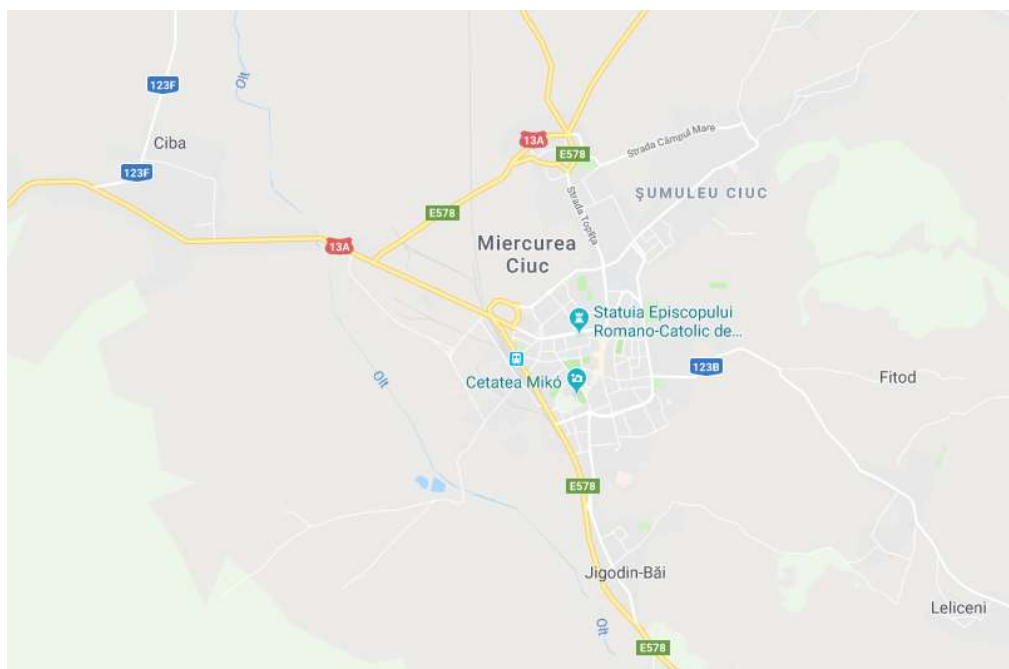 123F
Olt
Ciba
13A
E578
Strada Câmpul Mare
123F
ŞUMULEU CIUC
Strada Toplița
E578
13A
Miercurea
Ciuc
Statuia Episcopului
Romano-Catolic de...
123B
Fitod
Cetatea Mikó
Olt
E578
Jigodin-Băi
Leliceni
Olt
E578